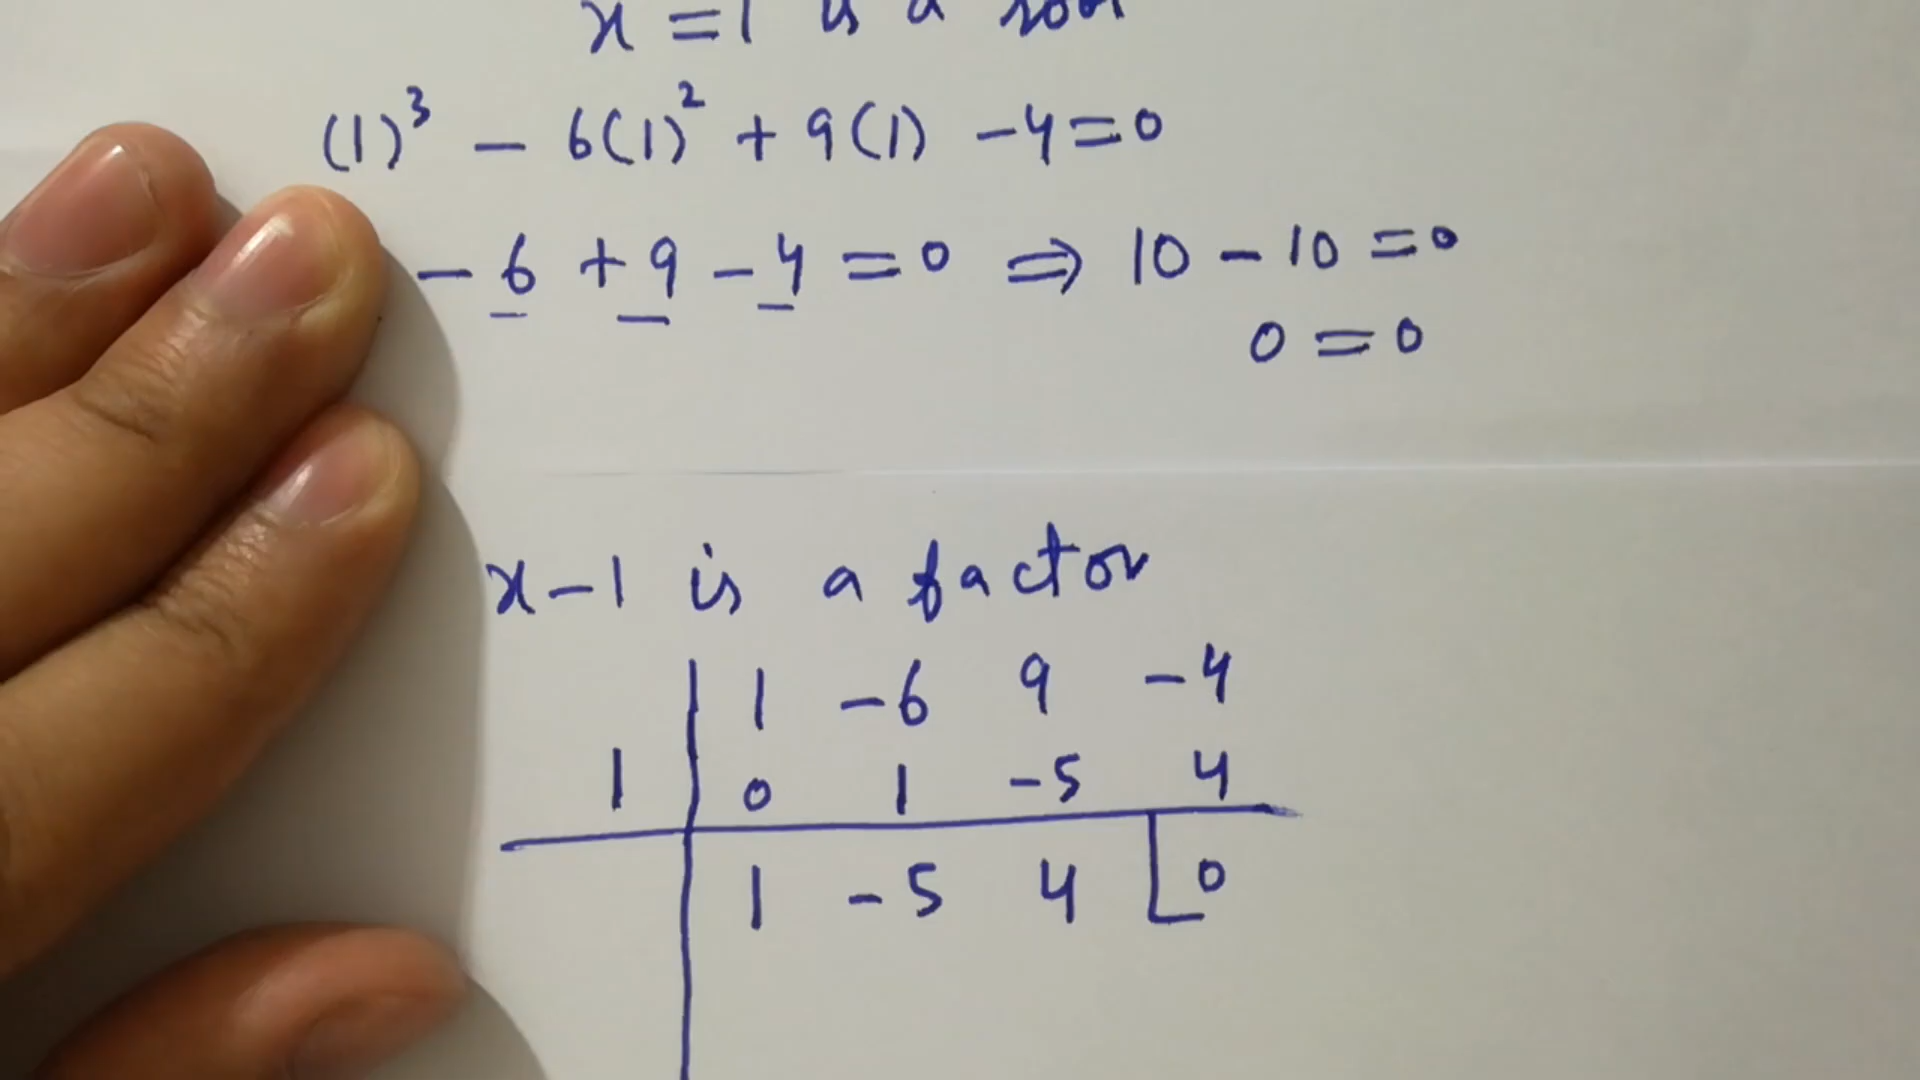 x = 1 is a root
(1)³ - 6(1)² + 9(1) - 4 = 0
- 6 + 9 - 4 = 0 ⇒ 10 - 10 = 0
0 = 0
x - 1 is a factor
1 -6 9 -4
1 0 1 -5 4
1 -5 4 0